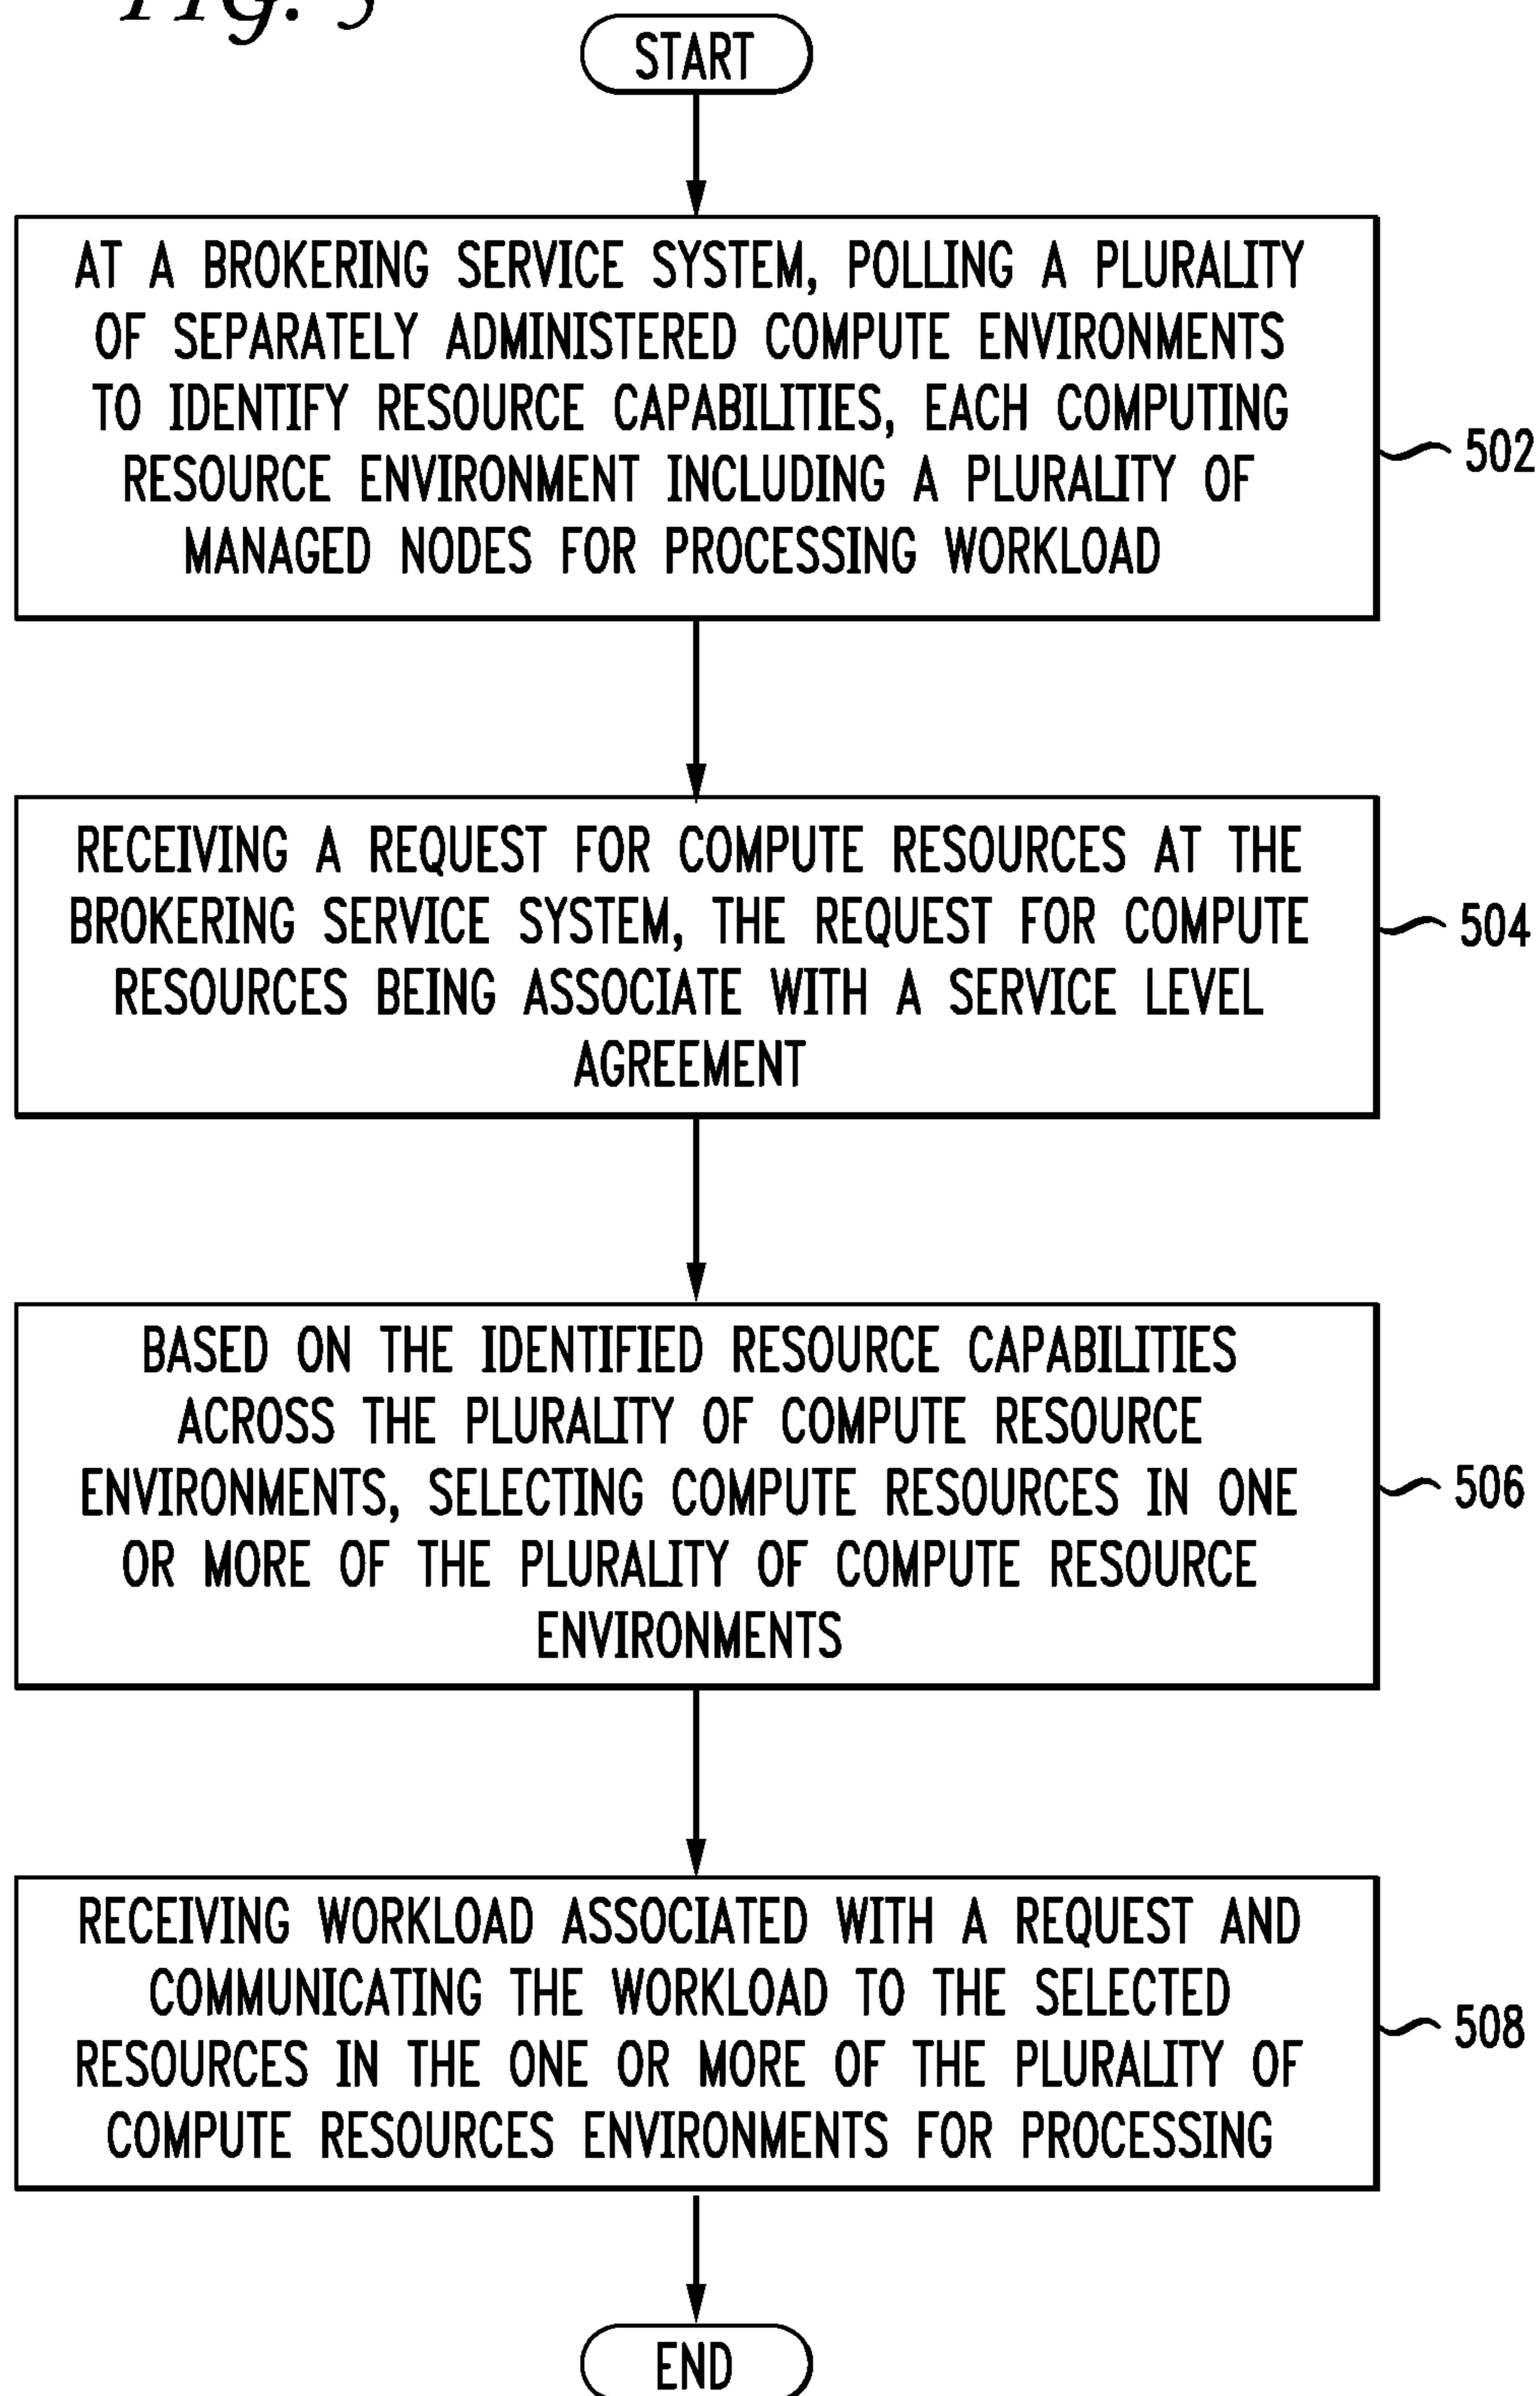 FIG. 5
START
AT A BROKERING SERVICE SYSTEM, POLLING A PLURALITY
OF SEPARATELY ADMINISTERED COMPUTE ENVIRONMENTS
TO IDENTIFY RESOURCE CAPABILITIES, EACH COMPUTING
RESOURCE ENVIRONMENT INCLUDING A PLURALITY OF
MANAGED NODES FOR PROCESSING WORKLOAD
502
RECEIVING A REQUEST FOR COMPUTE RESOURCES AT THE
BROKERING SERVICE SYSTEM, THE REQUEST FOR COMPUTE
RESOURCES BEING ASSOCIATE WITH A SERVICE LEVEL
AGREEMENT
504
BASED ON THE IDENTIFIED RESOURCE CAPABILITIES
ACROSS THE PLURALITY OF COMPUTE RESOURCE
ENVIRONMENTS, SELECTING COMPUTE RESOURCES IN ONE
OR MORE OF THE PLURALITY OF COMPUTE RESOURCE
ENVIRONMENTS
506
RECEIVING WORKLOAD ASSOCIATED WITH A REQUEST AND
COMMUNICATING THE WORKLOAD TO THE SELECTED
RESOURCES IN THE ONE OR MORE OF THE PLURALITY OF
COMPUTE RESOURCES ENVIRONMENTS FOR PROCESSING
508
END